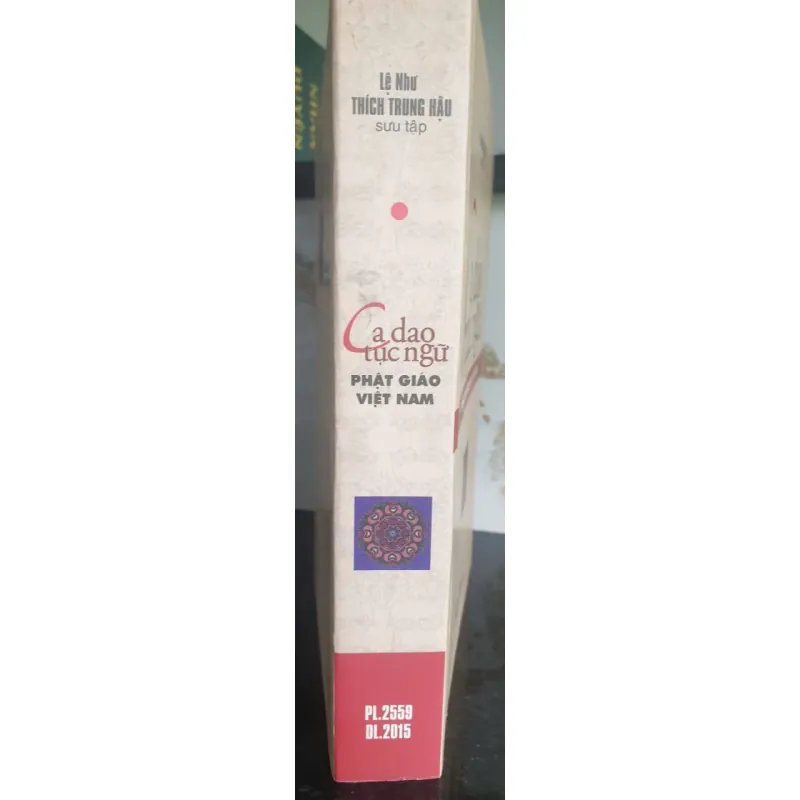 Lệ Như
THÍCH TRUNG HẬU
sưu tập
Ca dao
tục ngữ
PHẬT GIÁO
VIỆT NAM
PL.2559
DL.2015